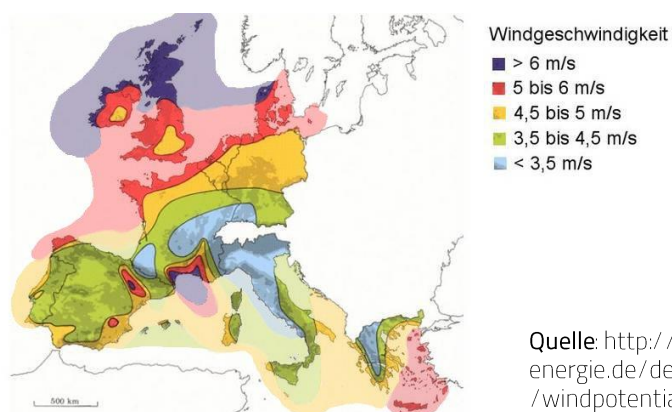 Windgeschwindigkeit
> 6 m/s
5 bis 6 m/s
4,5 bis 5 m/s
3,5 bis 4,5 m/s
< 3,5 m/s
500 km
Quelle: http://
energie.de/de
/windpotentia